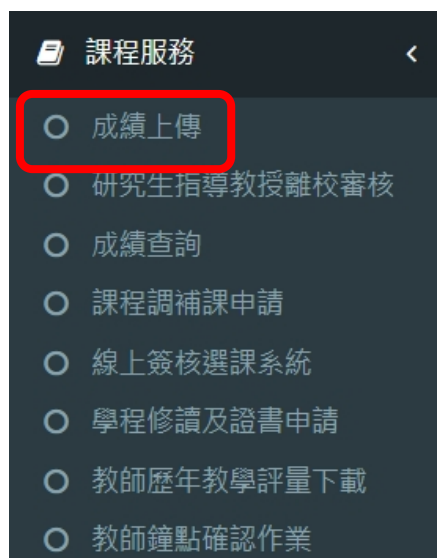 課程服務
成績上傳
研究生指導教授離校審核
成績查詢
課程調補課申請
線上簽核選課系統
學程修讀及證書申請
教師歷年教學評量下載
教師鐘點確認作業